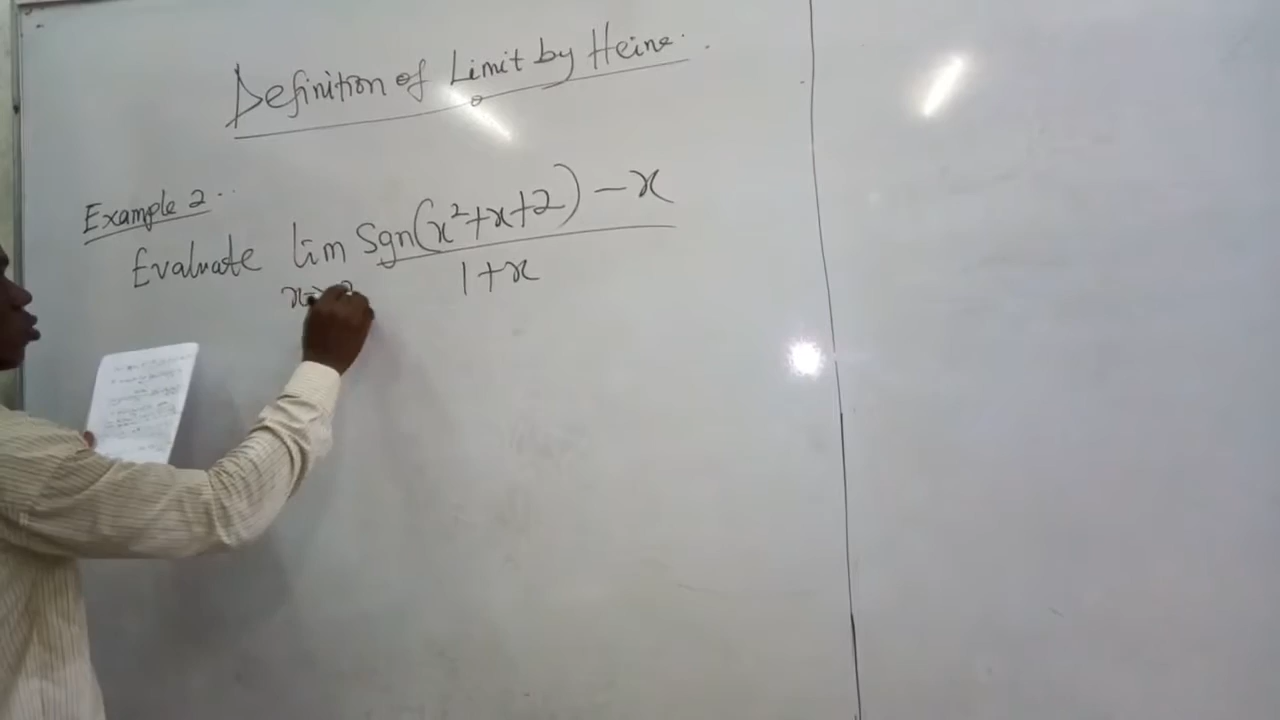 Definition of Limit by Heine.
Example 2..
Evaluate lim Sgn(x²+x+2) - x
x→ 1+x